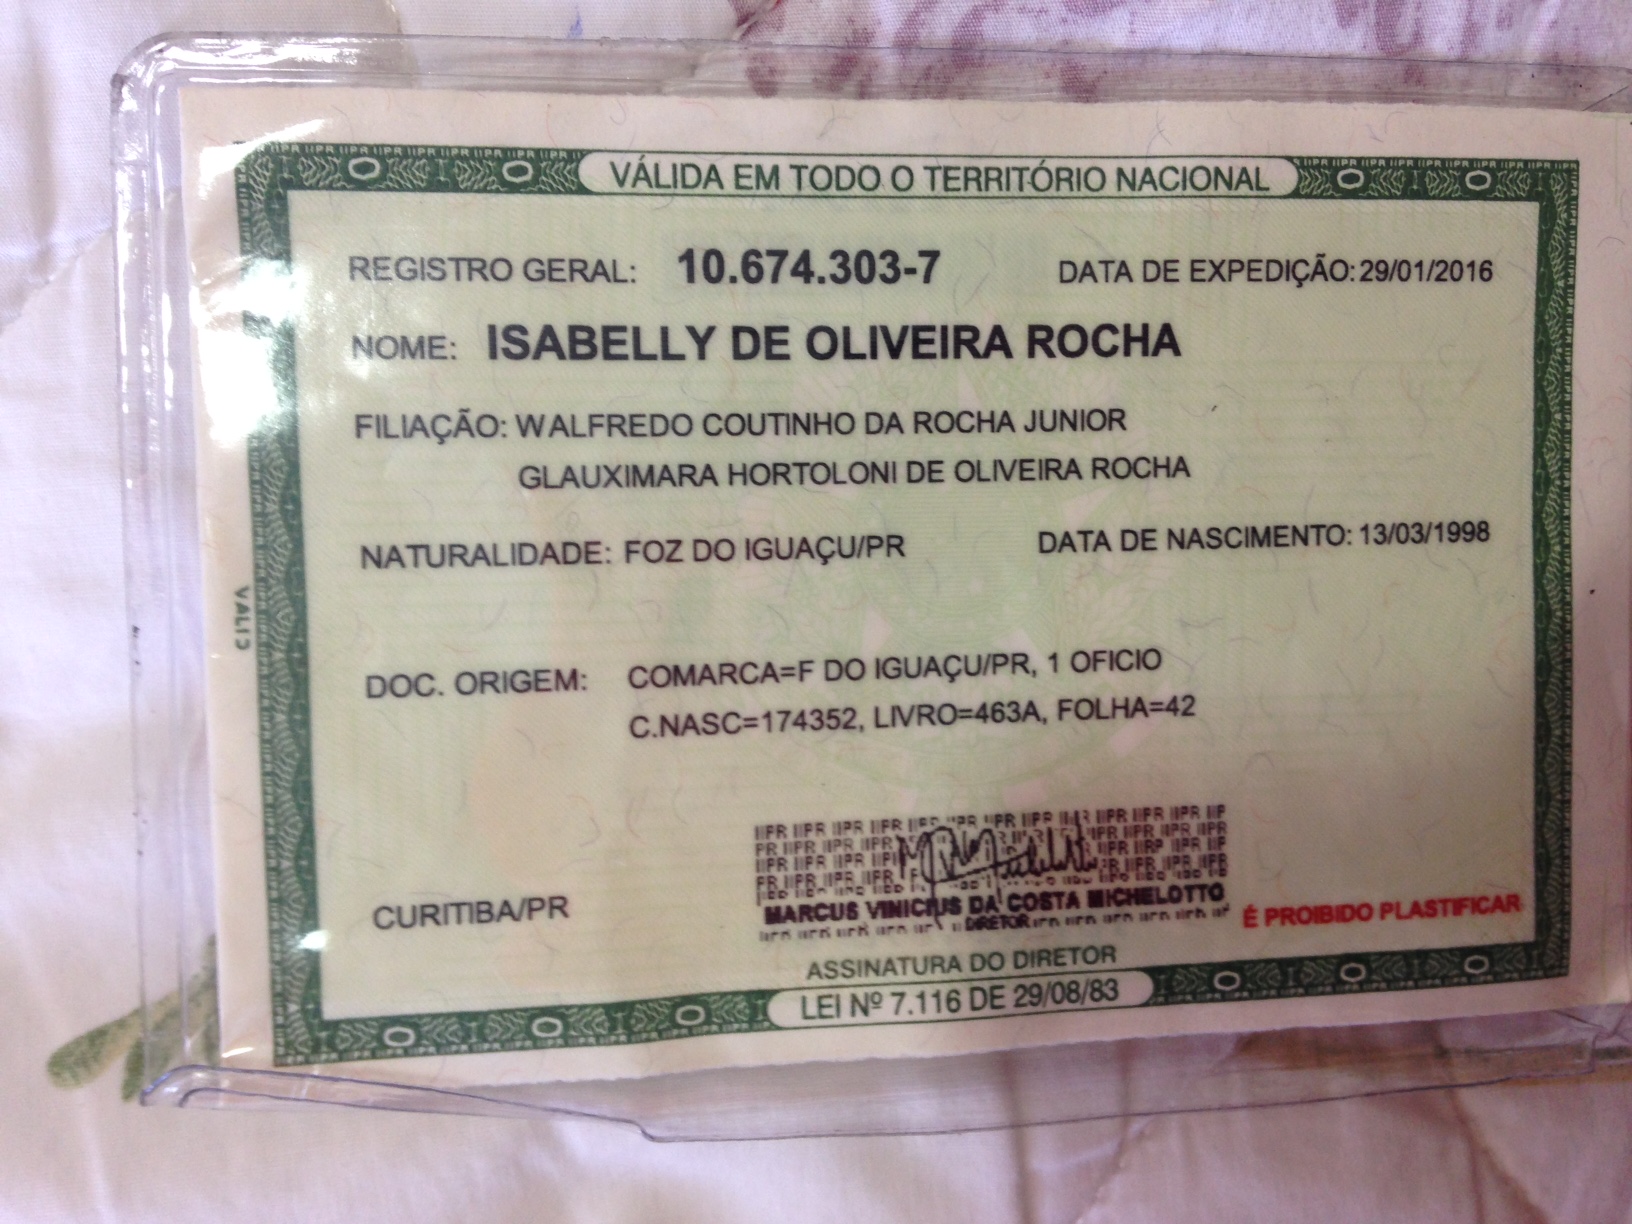 VÁLIDA EM TODO O TERRITÓRIO NACIONAL
REGISTRO GERAL: 10.674.303-7 DATA DE EXPEDIÇÃO: 29/01/2016
NOME: ISABELLY DE OLIVEIRA ROCHA
FILIAÇÃO: WALFREDO COUTINHO DA ROCHA JUNIOR
GLAUXIMARA HORTOLONI DE OLIVEIRA ROCHA
NATURALIDADE: FOZ DO IGUAÇU/PR DATA DE NASCIMENTO: 13/03/1998
DOC. ORIGEM: COMARCA=F DO IGUAÇU/PR, 1 OFICIO
C.NASC=174352, LIVRO=463A, FOLHA=42
CURITIBA/PR
MARCUS VINICIUS DA COSTA MICHELOTTO
DIRETOR
É PROIBIDO PLASTIFICAR
ASSINATURA DO DIRETOR
LEI Nº 7.116 DE 29/08/83